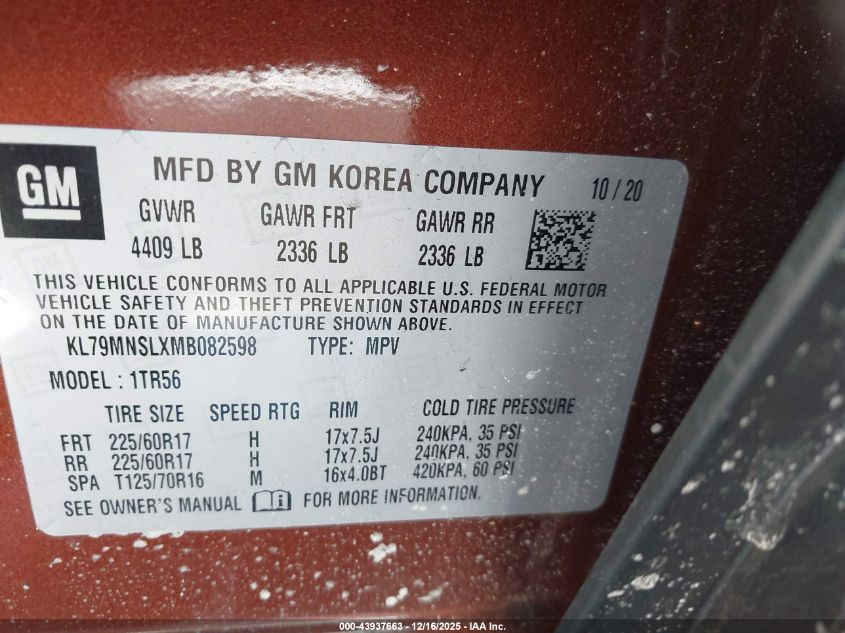 GM
MFD BY GM KOREA COMPANY 10 / 20
GVWR GAWR FRT GAWR RR
4409 LB 2336 LB 2336 LB
THIS VEHICLE CONFORMS TO ALL APPLICABLE U.S. FEDERAL MOTOR
VEHICLE SAFETY AND THEFT PREVENTION STANDARDS IN EFFECT
ON THE DATE OF MANUFACTURE SHOWN ABOVE.
KL79MNSLXMB082598 TYPE: MPV
MODEL : 1TR56
TIRE SIZE SPEED RTG RIM COLD TIRE PRESSURE
FRT 225/60R17 H 17x7.5J 240KPA, 35 PSI
RR 225/60R17 H 17x7.5J 240KPA, 35 PSI
SPA T125/70R16 M 16x4.0BT 420KPA, 60 PSI
SEE OWNER'S MANUAL FOR MORE INFORMATION.
000-43937663 - 12/16/2025 - IAA Inc.